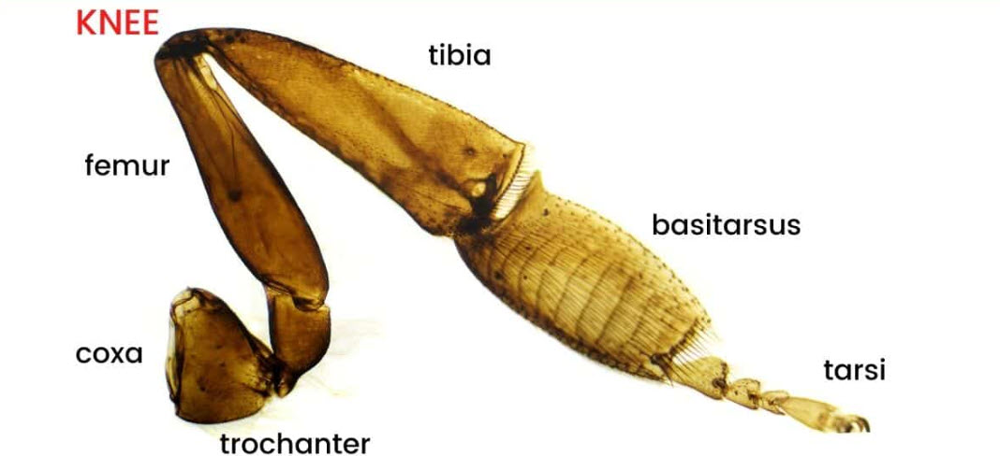 KNEE
tibia
femur
basitarsus
coxa
tarsi
trochanter